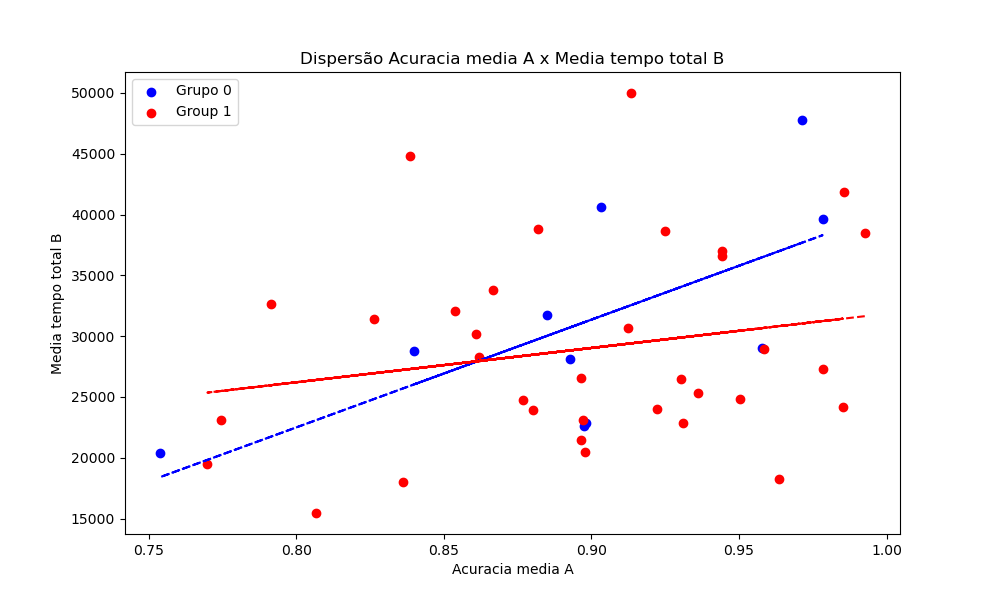 Dispersão Acuracia media A x Media tempo total B
Grupo 0
Group 1
Media tempo total B
50000
45000
40000
35000
30000
25000
20000
15000
0.75 0.80 0.85 0.90 0.95 1.00
Acuracia media A